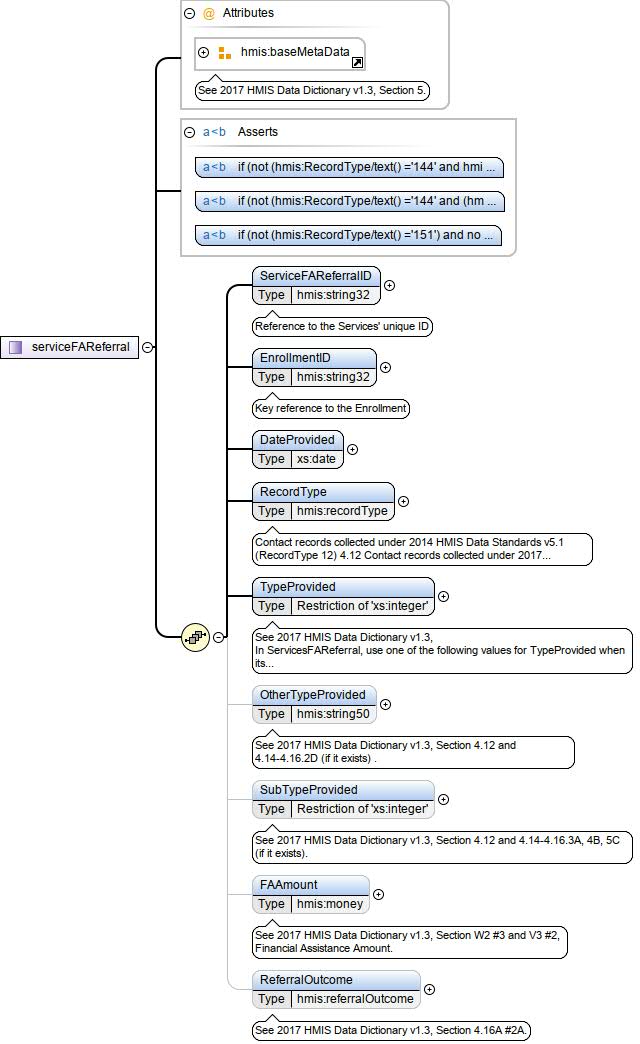 @ Attributes
hmis:baseMetaData
See 2017 HMIS Data Dictionary v1.3, Section 5.
a<b Asserts
a<b if (not (hmis:RecordType/text() ='144' and hmi ...
a<b if (not (hmis:RecordType/text() ='144' and (hm ...
a<b if (not (hmis:RecordType/text() ='151') and no ...
serviceFAReferral
ServiceFAReferralID
Type hmis:string32
Reference to the Services' unique ID
EnrollmentID
Type hmis:string32
Key reference to the Enrollment
DateProvided
Type xs:date
RecordType
Type hmis:recordType
Contact records collected under 2014 HMIS Data Standards v5.1
(RecordType 12) 4.12 Contact records collected under 2017...
TypeProvided
Type Restriction of 'xs:integer'
See 2017 HMIS Data Dictionary v1.3,
In ServicesFAReferral, use one of the following values for TypeProvided when
its...
OtherTypeProvided
Type hmis:string50
See 2017 HMIS Data Dictionary v1.3, Section 4.12 and
4.14-4.16.2D (if it exists) .
SubTypeProvided
Type Restriction of 'xs:integer'
See 2017 HMIS Data Dictionary v1.3, Section 4.12 and 4.14-4.16.3A, 4B, 5C
(if it exists).
FAAmount
Type hmis:money
See 2017 HMIS Data Dictionary v1.3, Section W2 #3 and V3 #2,
Financial Assistance Amount.
ReferralOutcome
Type hmis:referralOutcome
See 2017 HMIS Data Dictionary v1.3, Section 4.16A #2A.